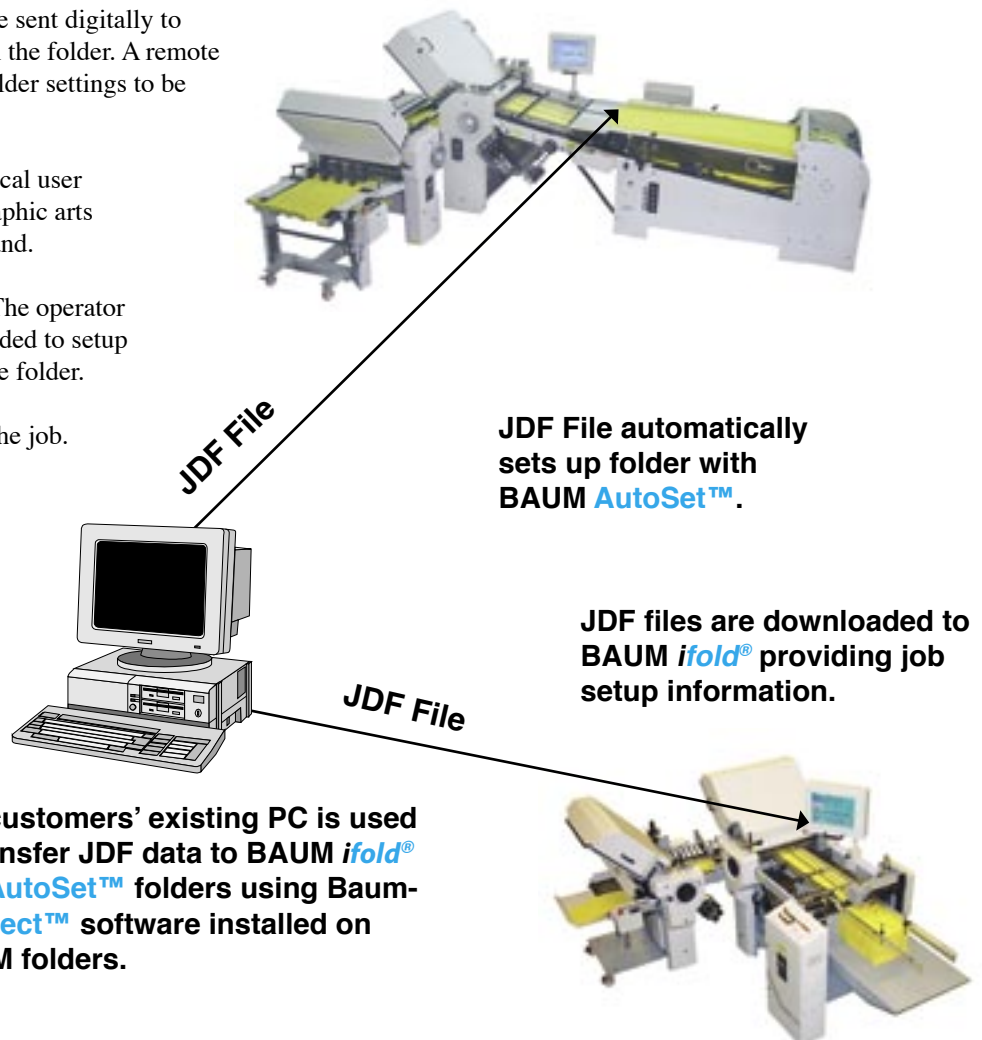 e sent digitally to
the folder. A remote
lder settings to be
cal user
aphic arts
nd.
The operator
ded to setup
e folder.
he job.
JDF File
JDF File automatically
sets up folder with
BAUM AutoSet™.
JDF files are downloaded to
BAUM ifold® providing job
setup information.
JDF File
customers' existing PC is used
nsfer JDF data to BAUM ifold®
AutoSet™ folders using Baum-
ect™ software installed on
M folders.